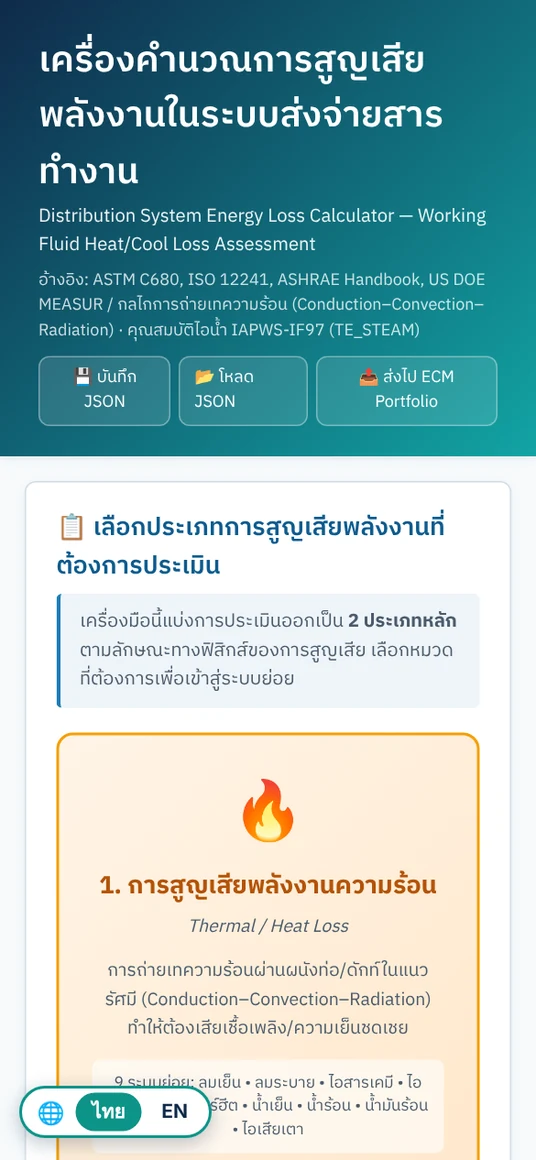 เครื่องคำนวณการสูญเสีย
พลังงานในระบบส่งจ่ายสาร
ทำงาน
Distribution System Energy Loss Calculator — Working
Fluid Heat/Cool Loss Assessment
อ้างอิง: ASTM C680, ISO 12241, ASHRAE Handbook, US DOE
MEASUR / กลไกการถ่ายเทความร้อน (Conduction–Convection–
Radiation) · คุณสมบัติไอน้ำ IAPWS-IF97 (TE_STEAM)
💾 บันทึก
JSON
📂 โหลด
JSON
📤 ส่งไป ECM
Portfolio
📋 เลือกประเภทการสูญเสียพลังงานที่
ต้องการประเมิน
เครื่องมือนี้แบ่งการประเมินออกเป็น 2 ประเภทหลัก
ตามลักษณะทางฟิสิกส์ของการสูญเสีย เลือกหมวด
ที่ต้องการเพื่อเข้าสู่ระบบย่อย
1. การสูญเสียพลังงานความร้อน
Thermal / Heat Loss
การถ่ายเทความร้อนผ่านผนังท่อ/ดักท์ในแนว
รัศมี (Conduction–Convection–Radiation)
ทำให้ต้องเสียเชื้อเพลิง/ความเย็นชดเชย
9 ระบบย่อย: ลมเย็น • ลมระบาย • ไอสารเคมี • ไอ
ร์ฮีต • น้ำเย็น • น้ำร้อน • น้ำมันร้อน
• ไอเสียเตา
🌐 ไทย EN